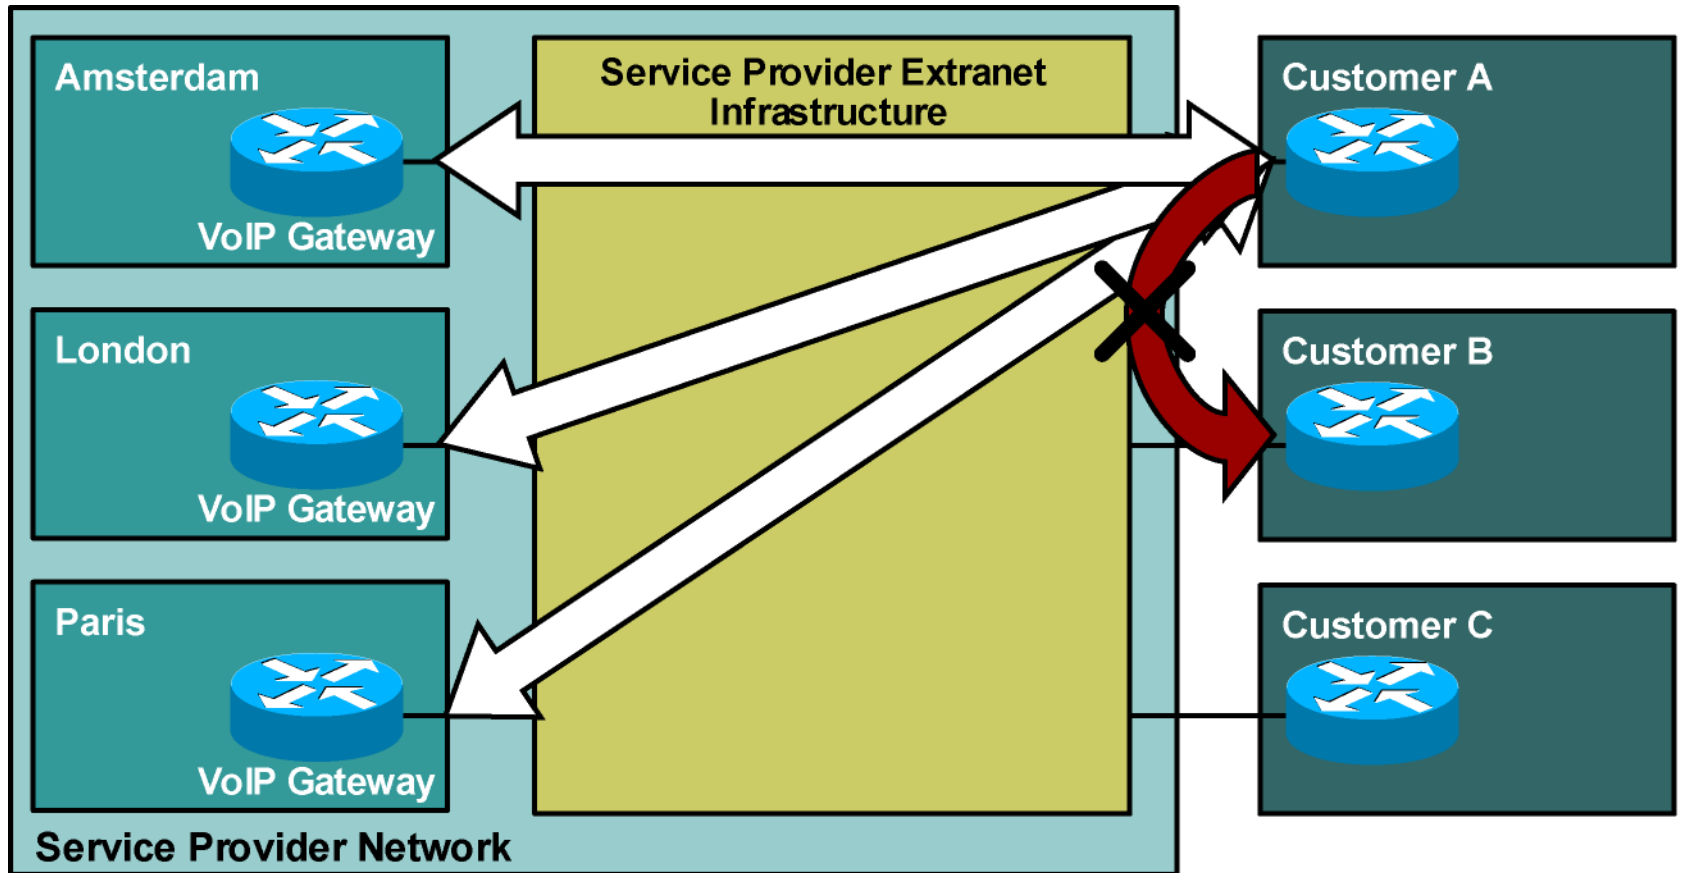 Amsterdam
VoIP Gateway
London
VoIP Gateway
Paris
VoIP Gateway
Service Provider Network
Service Provider Extranet
Infrastructure
Customer A
Customer B
Customer C